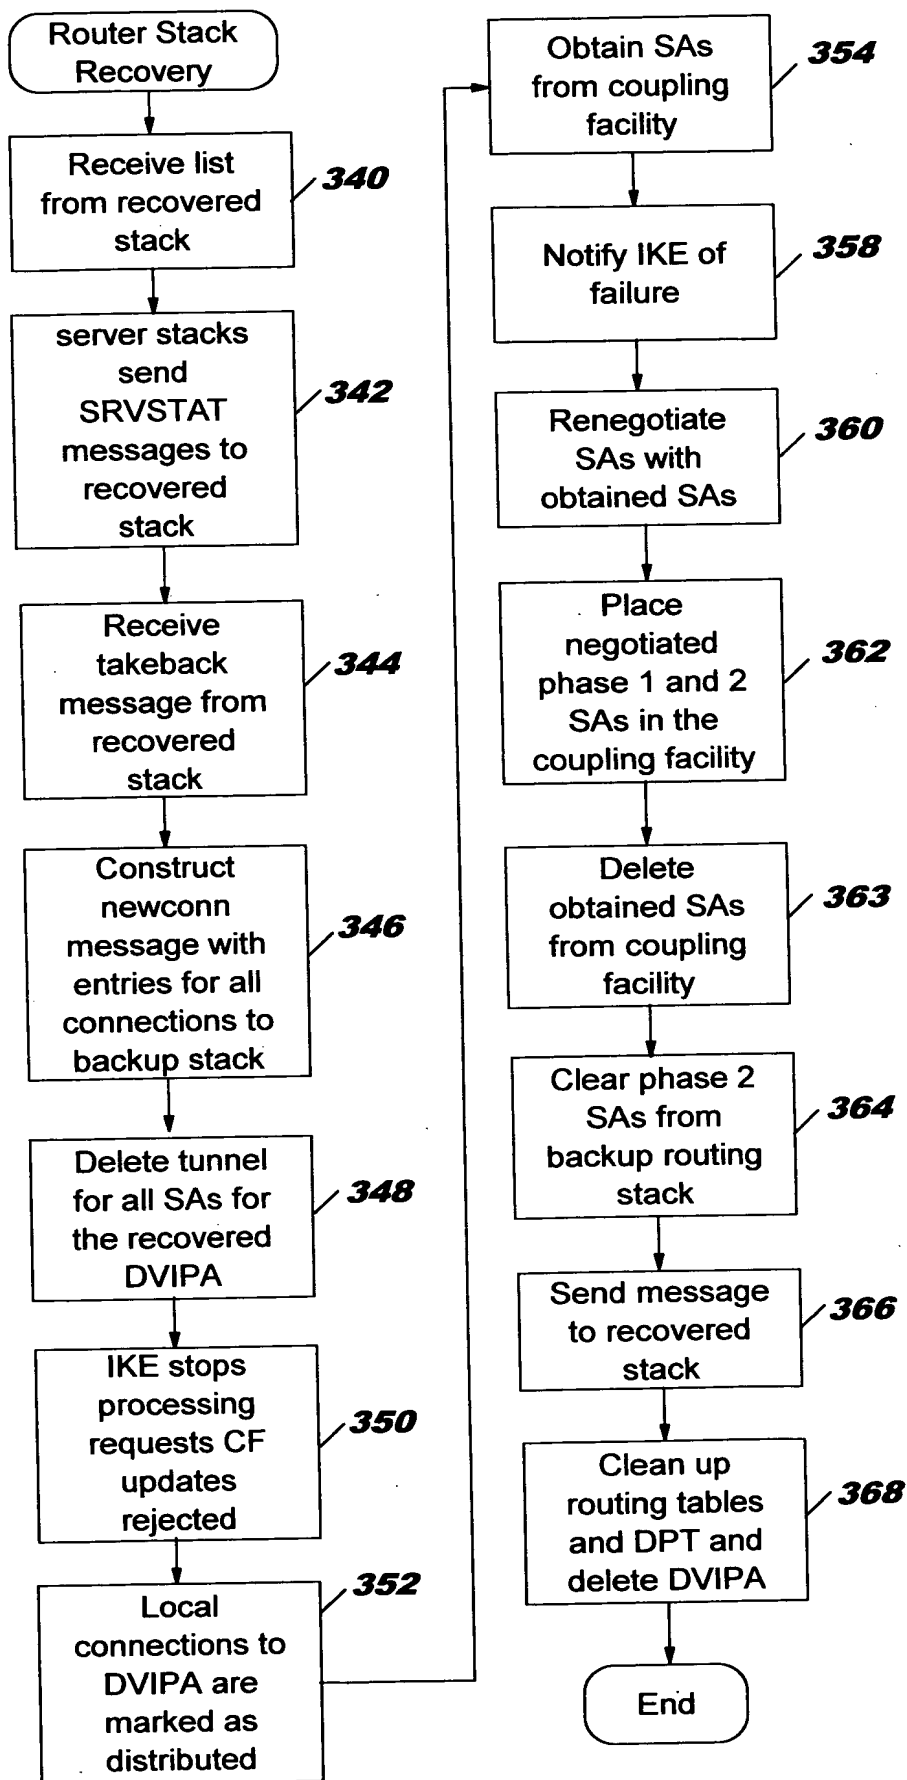 Router Stack
Recovery
Receive list
from recovered
stack
340
server stacks
send
SRVSTAT
messages to
recovered
stack
342
Receive
takeback
message from
recovered
stack
344
Construct
newconn
message with
entries for all
connections to
backup stack
346
Delete tunnel
for all SAs for
the recovered
DVIPA
348
IKE stops
processing
requests CF
updates
rejected
350
Local
connections to
DVIPA are
marked as
distributed
352
Obtain SAs
from coupling
facility
354
Notify IKE of
failure
358
Renegotiate
SAs with
obtained SAs
360
Place
negotiated
phase 1 and 2
SAs in the
coupling facility
362
Delete
obtained SAs
from coupling
facility
363
Clear phase 2
SAs from
backup routing
stack
364
Send message
to recovered
stack
366
Clean up
routing tables
and DPT and
delete DVIPA
368
End